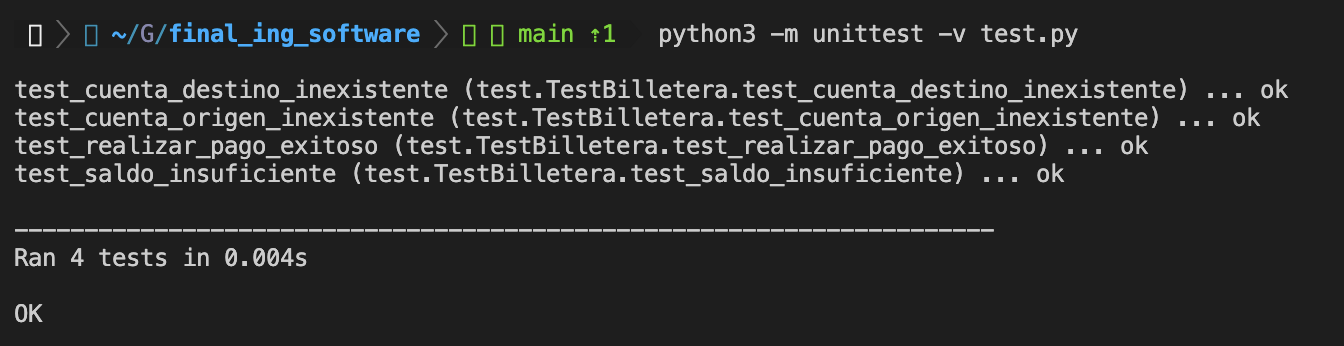 ~/G/final_ing_software main ⇡1 python3 -m unittest -v test.py
test_cuenta_destino_inexistente (test.TestBilletera.test_cuenta_destino_inexistente) ... ok
test_cuenta_origen_inexistente (test.TestBilletera.test_cuenta_origen_inexistente) ... ok
test_realizar_pago_exitoso (test.TestBilletera.test_realizar_pago_exitoso) ... ok
test_saldo_insuficiente (test.TestBilletera.test_saldo_insuficiente) ... ok
----------------------------------------------------------------------
Ran 4 tests in 0.004s
OK